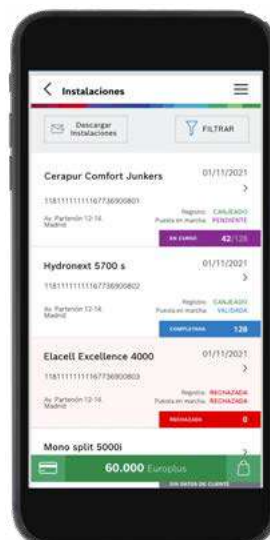 Instalaciones
Descargar
Instalaciones
FILTRAR
Cerapur Comfort Junkers
01/11/2021
Av. Partenón 12-14
Madrid
Registro: CANJEADO
Puesta en marcha: PENDIENTE
EN CURSO 42/128
Hydronext 5700 s
01/11/2021
Av. Partenón 12-14
Madrid
Registro: CANJEADO
Puesta en marcha: VALIDADA
COMPLETADA 128
Elacell Excellence 4000
01/11/2021
Av. Partenón 12-14
Madrid
Registro: RECHAZADA
Puesta en marcha: RECHAZADA
RECHAZADA 0
Mono split 5000i
60.000 Europlus
SIN DATOS DE CLIENTE